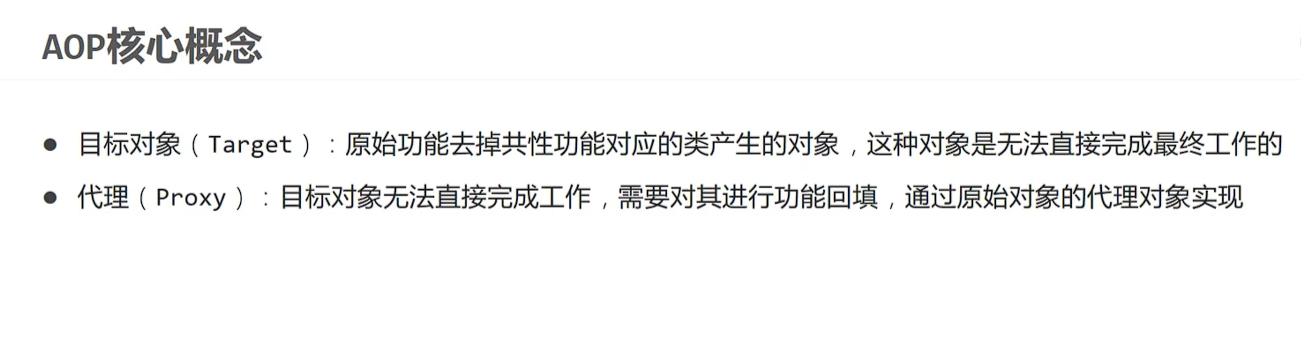 AOP核心概念
● 目标对象（Target）：原始功能去掉共性功能对应的类产生的对象，这种对象是无法直接完成最终工作的
● 代理（Proxy）：目标对象无法直接完成工作，需要对其进行功能回填，通过原始对象的代理对象实现